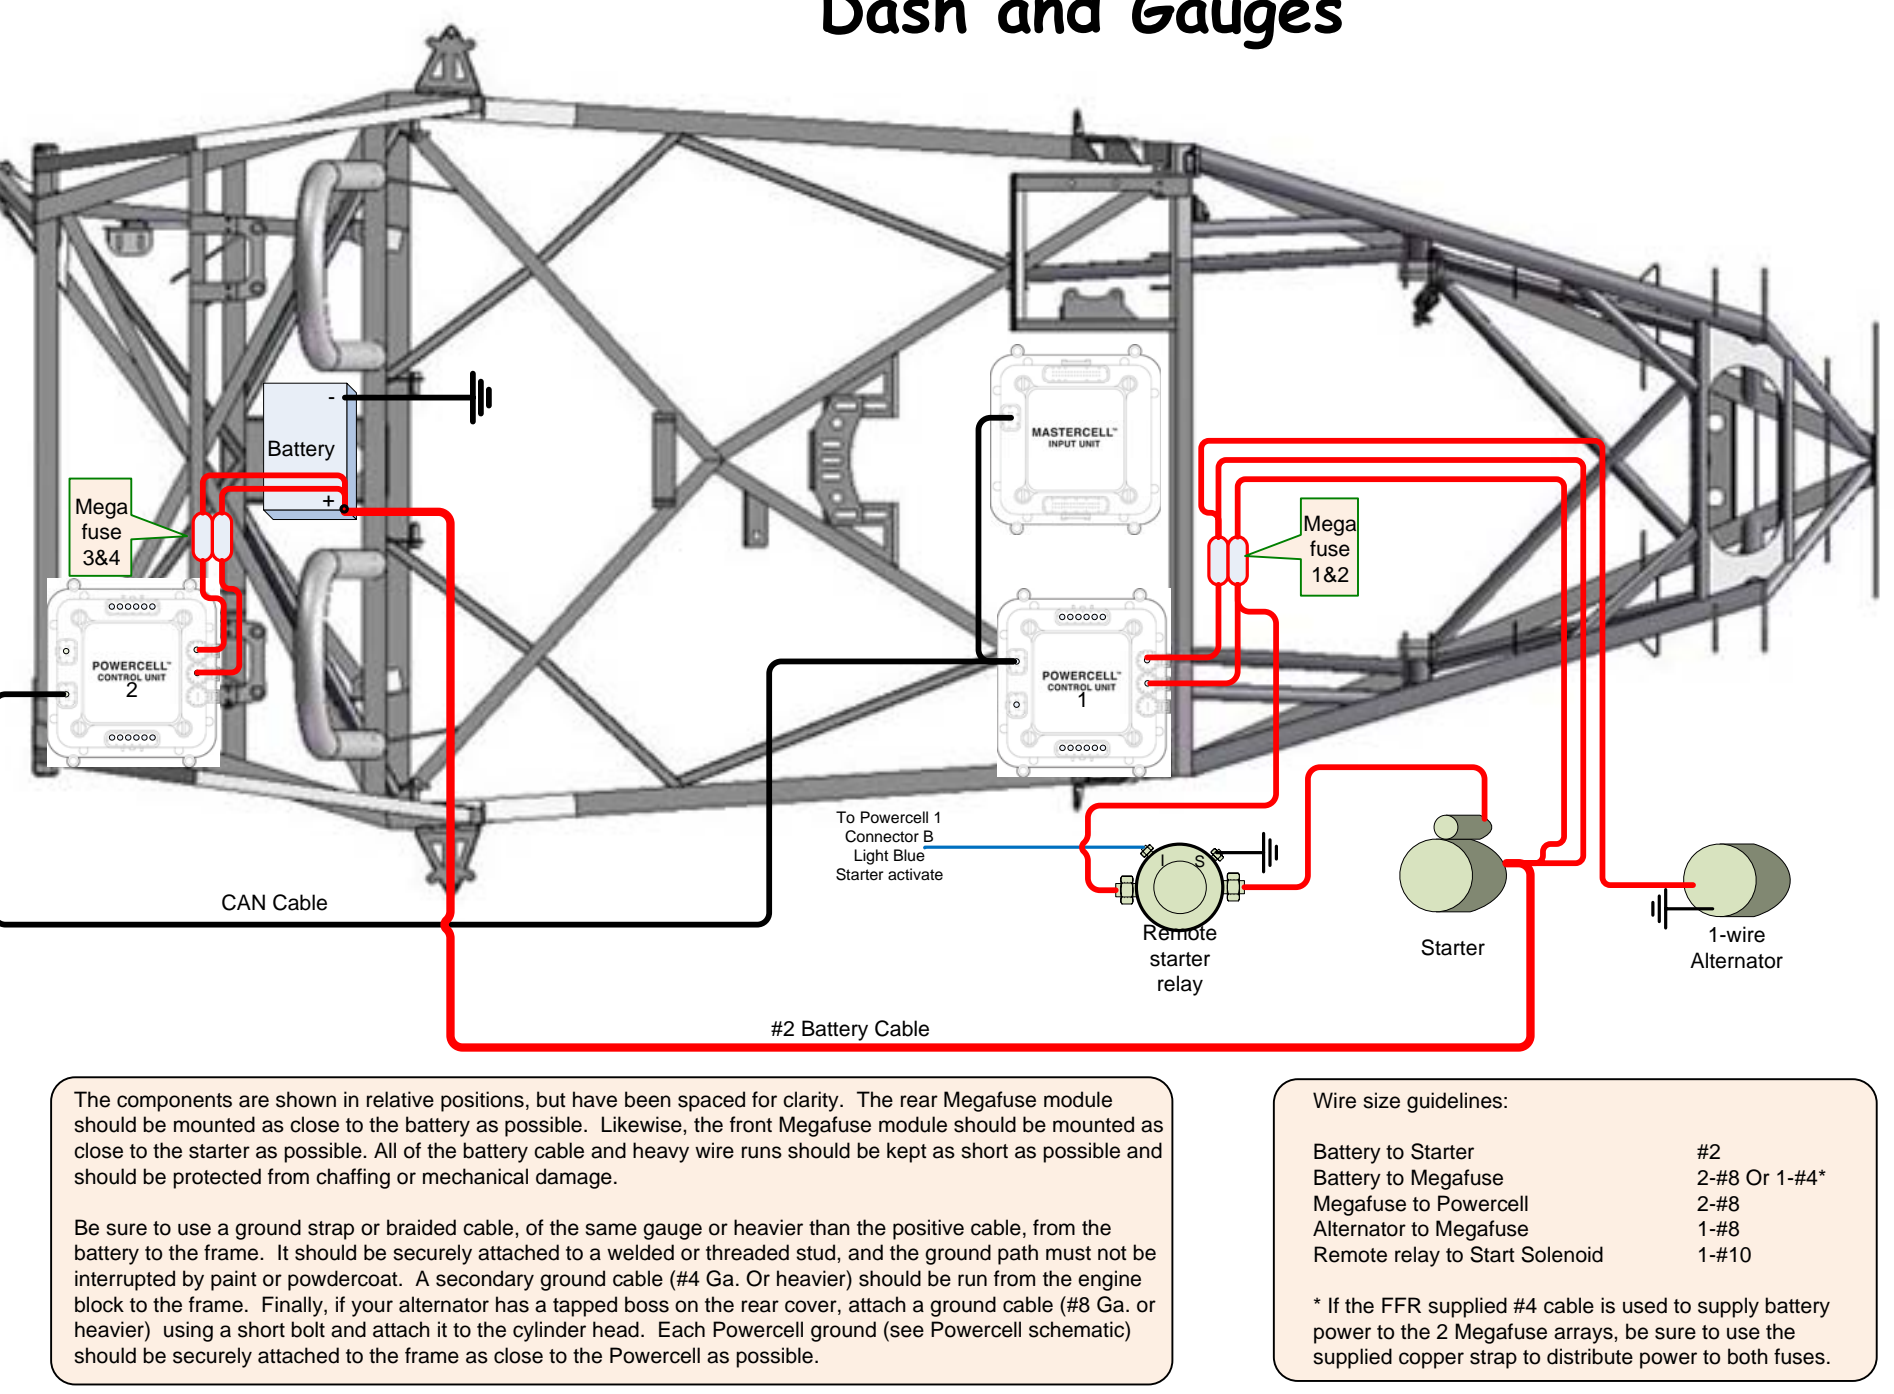 Dash and Gauges
-
Battery
+
Mega
fuse
3&4
MASTERCELL™
INPUT UNIT
Mega
fuse
1&2
POWERCELL™
CONTROL UNIT
2
POWERCELL™
CONTROL UNIT
1
To Powercell 1
Connector B
Light Blue
Starter activate
I S
CAN Cable
Remote
starter
relay
Starter
1-wire
Alternator
#2 Battery Cable
The components are shown in relative positions, but have been spaced for clarity. The rear Megafuse module
should be mounted as close to the battery as possible. Likewise, the front Megafuse module should be mounted as
close to the starter as possible. All of the battery cable and heavy wire runs should be kept as short as possible and
should be protected from chaffing or mechanical damage.
Be sure to use a ground strap or braided cable, of the same gauge or heavier than the positive cable, from the
battery to the frame. It should be securely attached to a welded or threaded stud, and the ground path must not be
interrupted by paint or powdercoat. A secondary ground cable (#4 Ga. Or heavier) should be run from the engine
block to the frame. Finally, if your alternator has a tapped boss on the rear cover, attach a ground cable (#8 Ga. or
heavier) using a short bolt and attach it to the cylinder head. Each Powercell ground (see Powercell schematic)
should be securely attached to the frame as close to the Powercell as possible.
Wire size guidelines:
Battery to Starter #2
Battery to Megafuse 2-#8 Or 1-#4*
Megafuse to Powercell 2-#8
Alternator to Megafuse 1-#8
Remote relay to Start Solenoid 1-#10
* If the FFR supplied #4 cable is used to supply battery
power to the 2 Megafuse arrays, be sure to use the
supplied copper strap to distribute power to both fuses.